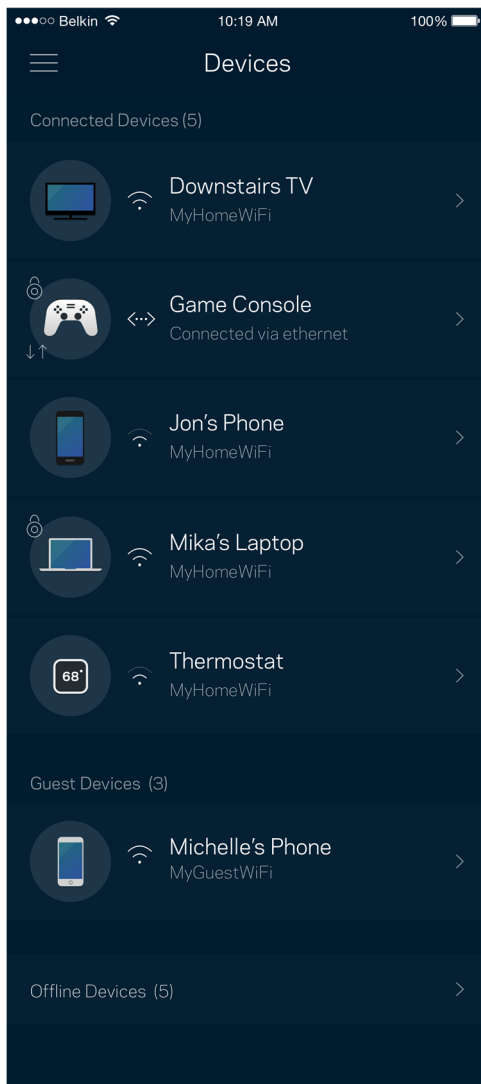 Belkin
10:19 AM
100%
Devices
Connected Devices (5)
Downstairs TV
MyHomeWiFi
Game Console
Connected via ethernet
Jon's Phone
MyHomeWiFi
Mika's Laptop
MyHomeWiFi
68°
Thermostat
MyHomeWiFi
Guest Devices (3)
Michelle's Phone
MyGuestWiFi
Offline Devices (5)